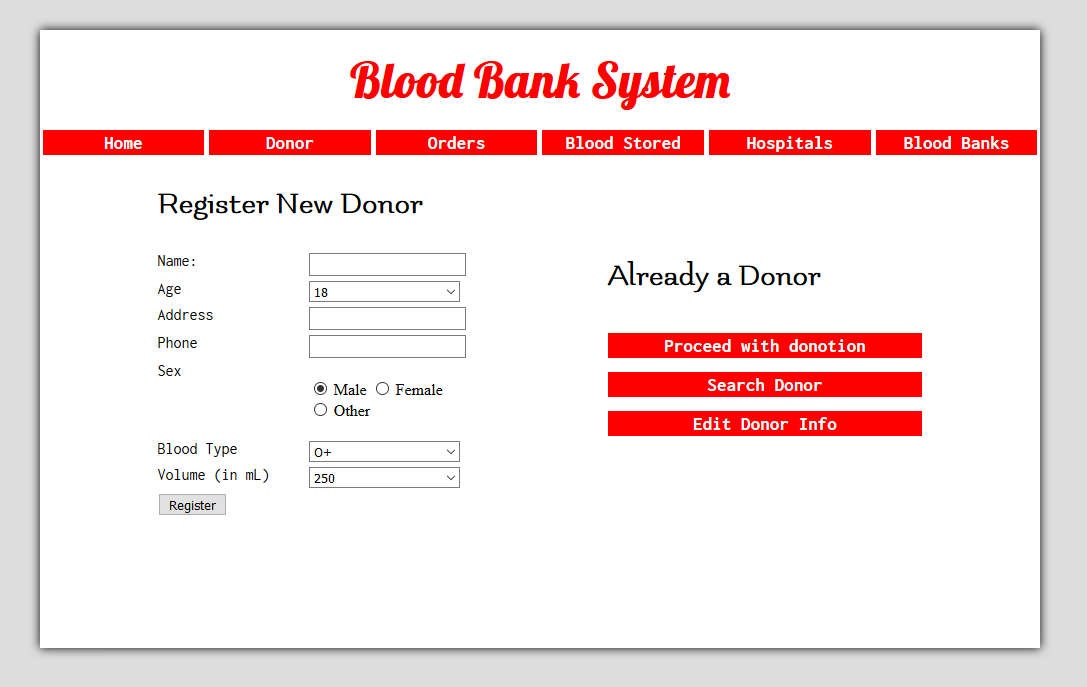 Blood Bank System
Home Donor Orders Blood Stored Hospitals Blood Banks
Register New Donor
Name:
Age 18
Address
Phone
Sex
Male Female
Other
Blood Type O+
Volume (in mL) 250
Register
Already a Donor
Proceed with donotion
Search Donor
Edit Donor Info